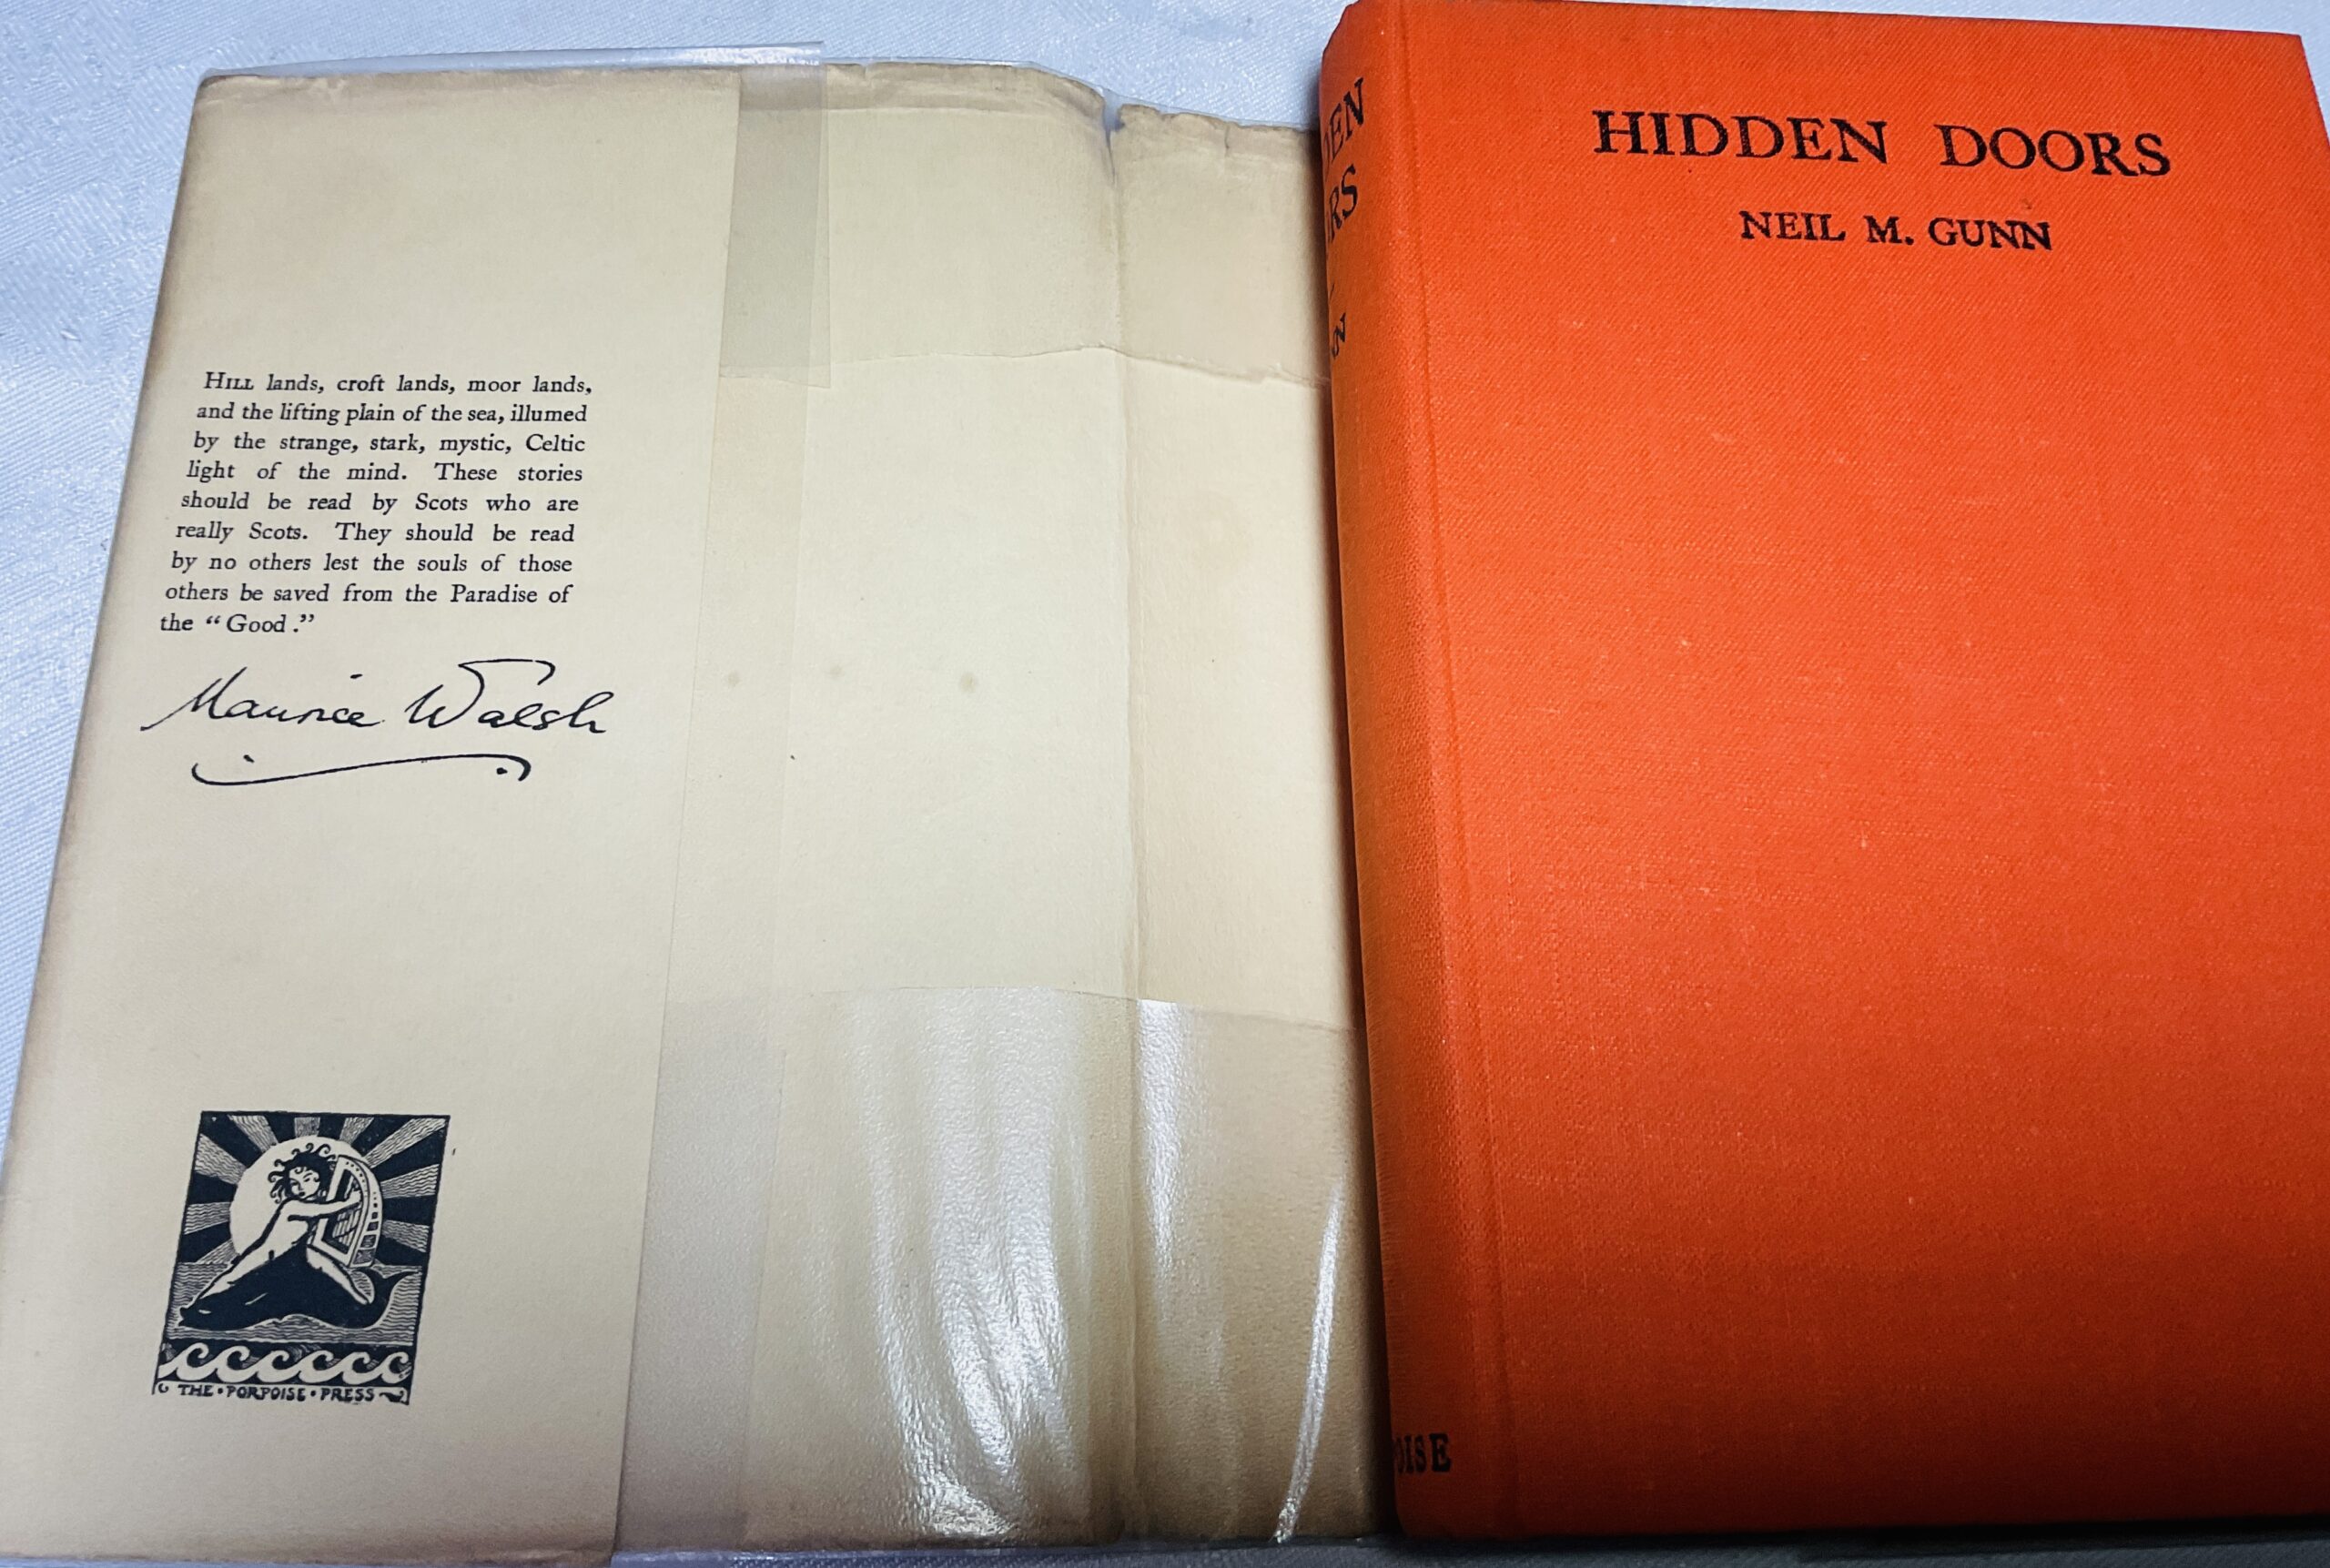 HILL lands, croft lands, moor lands,
and the lifting plain of the sea, illumed
by the strange, stark, mystic, Celtic
light of the mind. These stories
should be read by Scots who are
really Scots. They should be read
by no others lest the souls of those
others be saved from the Paradise of
the “Good.”
Maurice Walsh
THE • PORPOISE • PRESS
DEN
RS
N
OISE
HIDDEN DOORS
NEIL M. GUNN